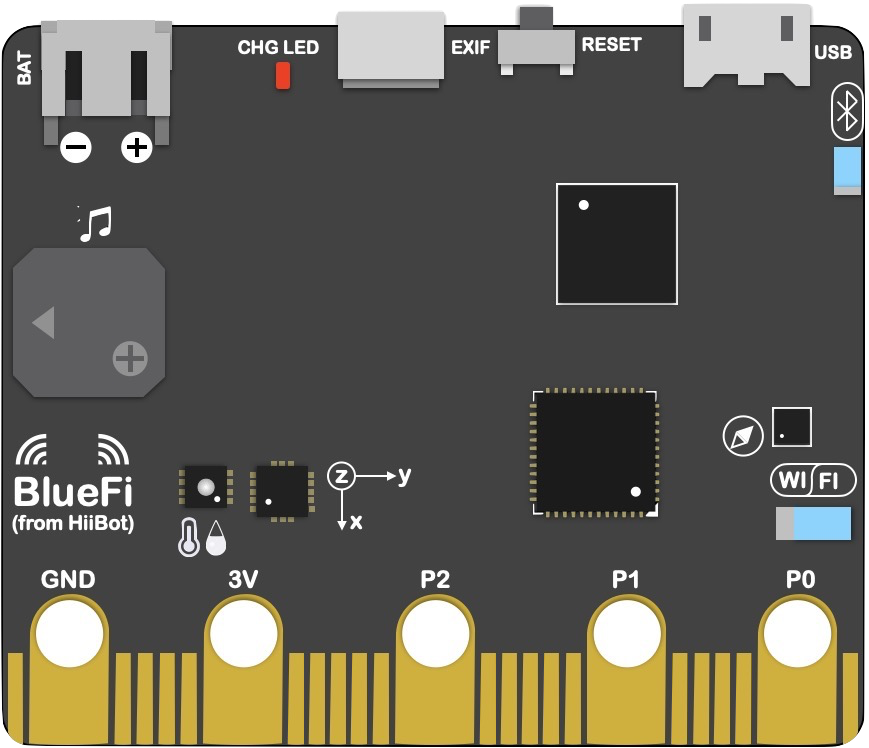 BAT
CHG LED
EXIF
RESET
USB
BlueFi
(from HiiBot)
z
y
x
WI FI
GND
3V
P2
P1
P0